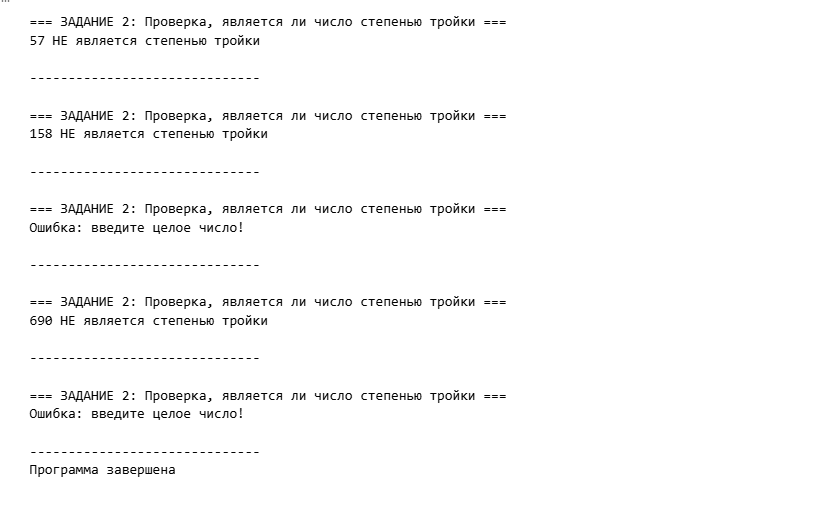 === ЗАДАНИЕ 2: Проверка, является ли число степенью тройки ===
57 НЕ является степенью тройки
------------------------------
=== ЗАДАНИЕ 2: Проверка, является ли число степенью тройки ===
158 НЕ является степенью тройки
------------------------------
=== ЗАДАНИЕ 2: Проверка, является ли число степенью тройки ===
Ошибка: введите целое число!
------------------------------
=== ЗАДАНИЕ 2: Проверка, является ли число степенью тройки ===
690 НЕ является степенью тройки
------------------------------
=== ЗАДАНИЕ 2: Проверка, является ли число степенью тройки ===
Ошибка: введите целое число!
------------------------------
Программа завершена